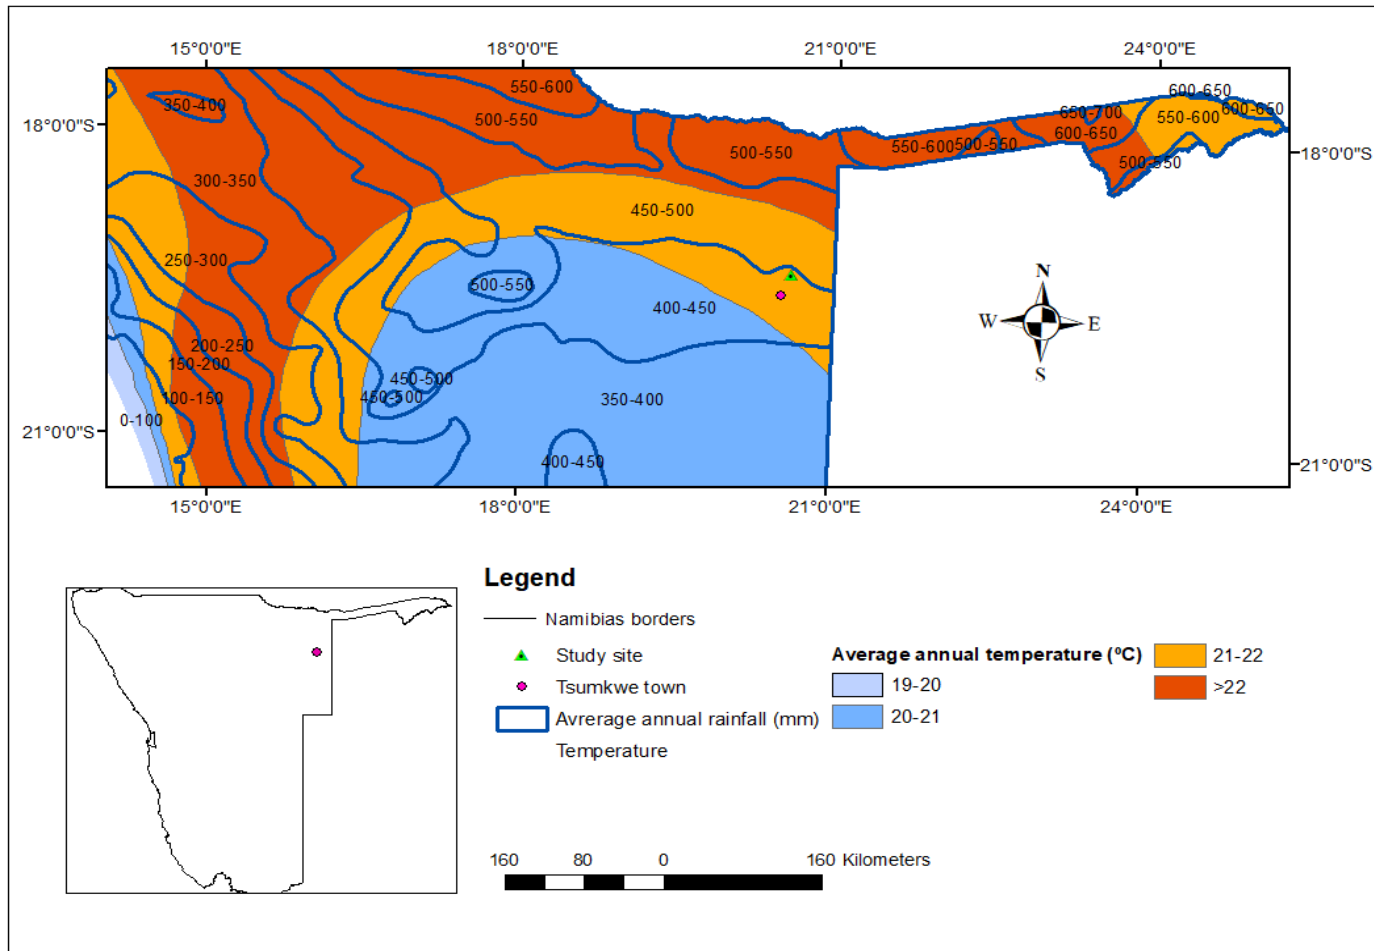 15°0'0"E 18°0'0"E 21°0'0"E 24°0'0"E
18°0'0"S
18°0'0"S
21°0'0"S
21°0'0"S
350-400
550-600
500-550
500-550
550-600
500-550
650-700
600-650
600-650
600-650
550-600
500-550
300-350
450-500
250-300
500-550
400-450
200-250
150-200
100-150
0-100
450-500
450-500
350-400
400-450
N
W E
S
15°0'0"E 18°0'0"E 21°0'0"E 24°0'0"E
Legend
Namibias borders
Study site
Tsumkwe town
Avrerage annual rainfall (mm)
Temperature
Average annual temperature (ºC)
19-20
20-21
21-22
>22
160 80 0 160 Kilometers